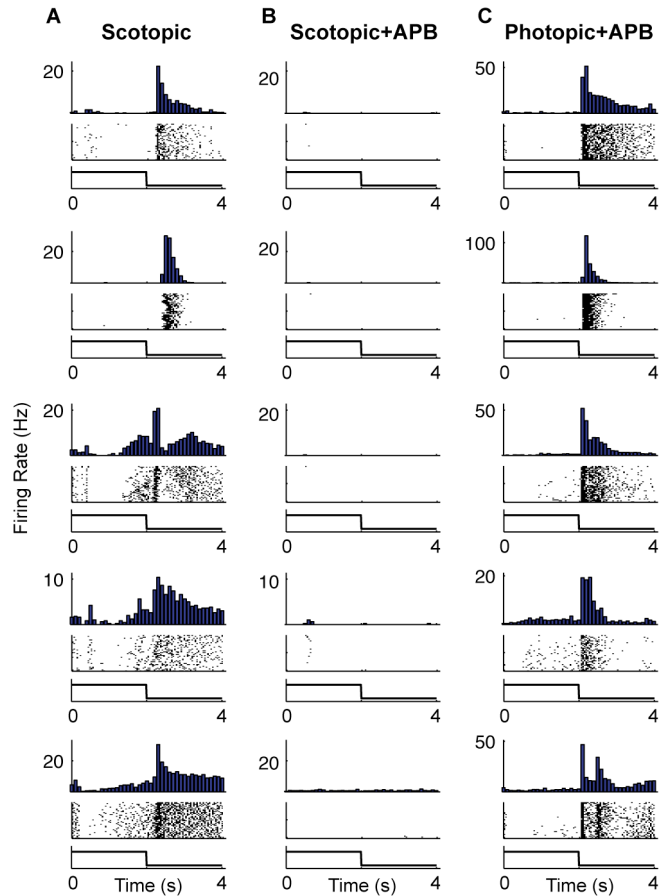 A B C
Scotopic Scotopic+APB Photopic+APB
20 20 50
0 4 0 4 0 4
20 20 100
0 4 0 4 0 4
20 20 50
0 4 0 4 0 4
Firing Rate (Hz)
10 10 20
0 4 0 4 0 4
20 20 50
0 Time (s) 4 0 Time (s) 4 0 Time (s) 4